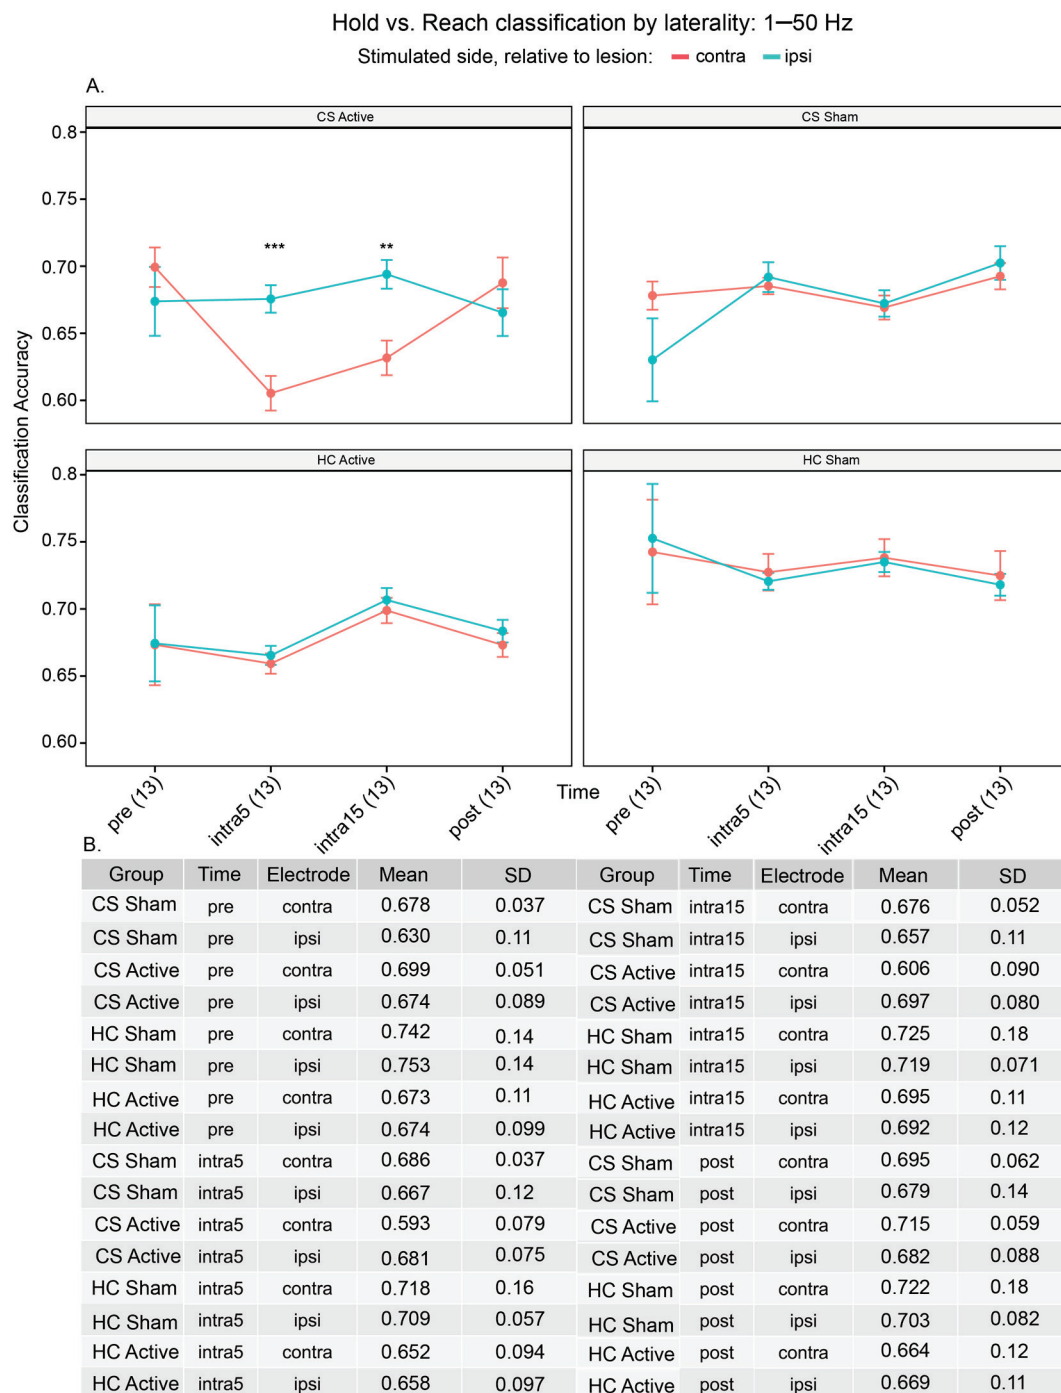 Hold vs. Reach classification by laterality: 1–50 Hz
Stimulated side, relative to lesion: contra ipsi
A.
CS Active
CS Sham
0.8
0.75
0.70
0.65
0.60
*** **
HC Active
HC Sham
0.8
0.75
0.70
0.65
0.60
Classification Accuracy
pre (13) intra5 (13) intra15 (13) post (13)
Time
pre (13) intra5 (13) intra15 (13) post (13)
B.
Group Time Electrode Mean SD Group Time Electrode Mean SD
CS Sham pre contra 0.678 0.037 CS Sham intra15 contra 0.676 0.052
CS Sham pre ipsi 0.630 0.11 CS Sham intra15 ipsi 0.657 0.11
CS Active pre contra 0.699 0.051 CS Active intra15 contra 0.606 0.090
CS Active pre ipsi 0.674 0.089 CS Active intra15 ipsi 0.697 0.080
HC Sham pre contra 0.742 0.14 HC Sham intra15 contra 0.725 0.18
HC Sham pre ipsi 0.753 0.14 HC Sham intra15 ipsi 0.719 0.071
HC Active pre contra 0.673 0.11 HC Active intra15 contra 0.695 0.11
HC Active pre ipsi 0.674 0.099 HC Active intra15 ipsi 0.692 0.12
CS Sham intra5 contra 0.686 0.037 CS Sham post contra 0.695 0.062
CS Sham intra5 ipsi 0.667 0.12 CS Sham post ipsi 0.679 0.14
CS Active intra5 contra 0.593 0.079 CS Active post contra 0.715 0.059
CS Active intra5 ipsi 0.681 0.075 CS Active post ipsi 0.682 0.088
HC Sham intra5 contra 0.718 0.16 HC Sham post contra 0.722 0.18
HC Sham intra5 ipsi 0.709 0.057 HC Sham post ipsi 0.703 0.082
HC Active intra5 contra 0.652 0.094 HC Active post contra 0.664 0.12
HC Active intra5 ipsi 0.658 0.097 HC Active post ipsi 0.669 0.11